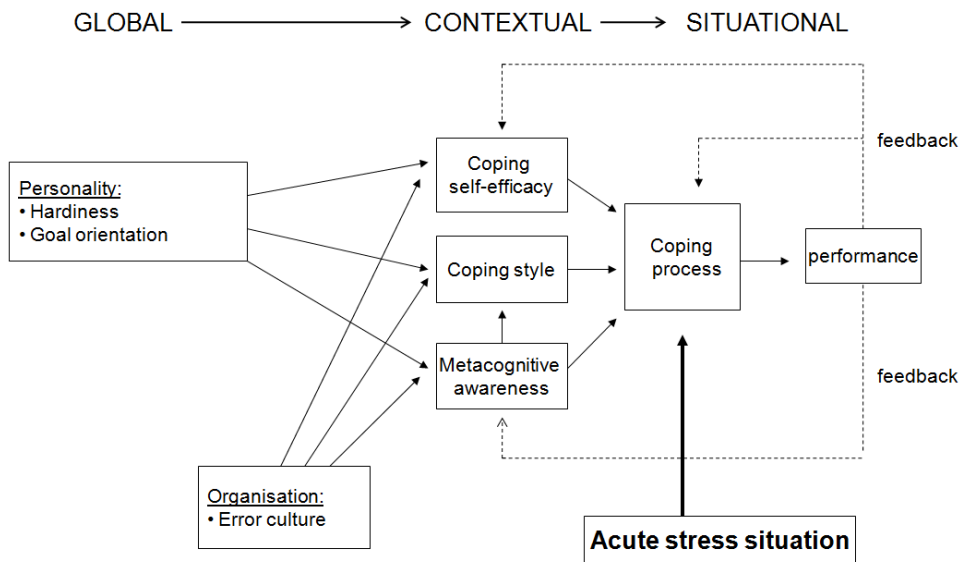 GLOBAL CONTEXTUAL SITUATIONAL
feedback
Coping
self-efficacy
Personality:
• Hardiness
• Goal orientation
Coping style
Coping
process
performance
Metacognitive
awareness
feedback
Organisation:
• Error culture
Acute stress situation